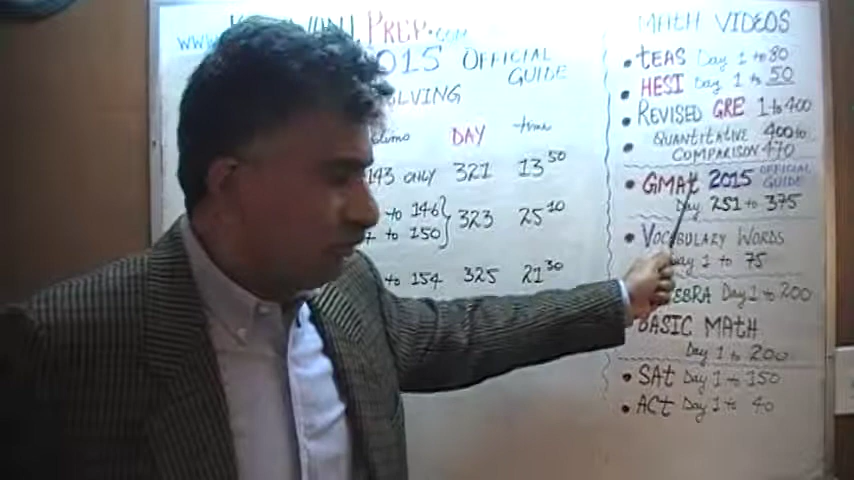 PREP.com
2015 OFFICIAL
GUIDE
SOLVING
DAY time
143 ONLY 321 13 50
to 146
to 150 } 323 25 10
to 154 325 21 30
MATH VIDEOS
• TEAS Day 1 to 80
• HESI Day 1 to 50
• REVISED GRE 1 to 400
• QUANTITATIVE 400 to
COMPARISON 470
• GMAT 2015 OFFICIAL
GUIDE
Day 251 to 375
• VOCABULARY WORDS
Day 1 to 75
EBRA Day 1 to 200
BASIC MATH
Day 1 to 200
• SAT Day 1 to 150
• ACT Day 1 to 40